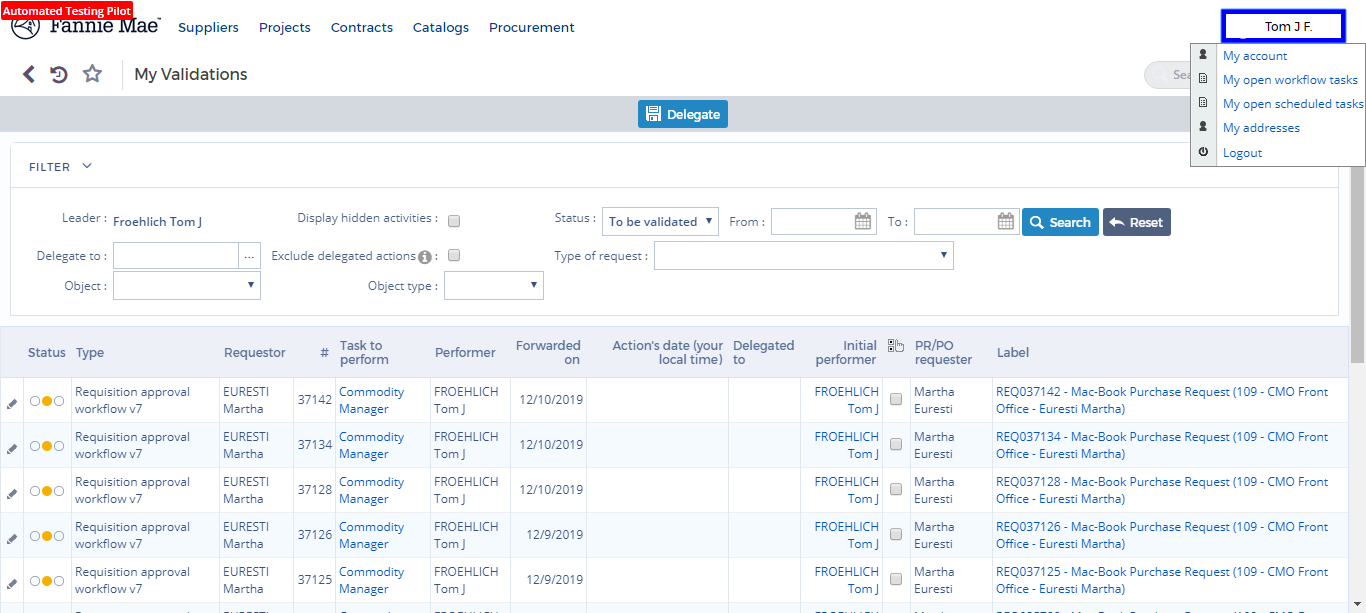 Automated Testing Pilot
Fannie Mae
Suppliers Projects Contracts Catalogs Procurement
Tom J F.
My account
My open workflow tasks
My open scheduled tasks
My addresses
Logout
My Validations
Delegate
FILTER
Leader : Froehlich Tom J Display hidden activities : Status : To be validated From : To : Search Reset
Delegate to : ... Exclude delegated actions : Type of request :
Object : Object type :
Status Type Requestor # Task to perform Performer Forwarded on Action's date (your local time) Delegated to Initial performer PR/PO requester Label
Requisition approval EURESTI 37142 Commodity FROEHLICH 12/10/2019 FROEHLICH Martha REQ037142 - Mac-Book Purchase Request (109 - CMO Front
workflow v7 Martha Manager Tom J Tom J Euresti Office - Euresti Martha)
Requisition approval EURESTI 37134 Commodity FROEHLICH 12/10/2019 FROEHLICH Martha REQ037134 - Mac-Book Purchase Request (109 - CMO Front
workflow v7 Martha Manager Tom J Tom J Euresti Office - Euresti Martha)
Requisition approval EURESTI 37128 Commodity FROEHLICH 12/10/2019 FROEHLICH Martha REQ037128 - Mac-Book Purchase Request (109 - CMO Front
workflow v7 Martha Manager Tom J Tom J Euresti Office - Euresti Martha)
Requisition approval EURESTI 37126 Commodity FROEHLICH 12/9/2019 FROEHLICH Martha REQ037126 - Mac-Book Purchase Request (109 - CMO Front
workflow v7 Martha Manager Tom J Tom J Euresti Office - Euresti Martha)
Requisition approval EURESTI 37125 Commodity FROEHLICH 12/9/2019 FROEHLICH Martha REQ037125 - Mac-Book Purchase Request (109 - CMO Front
workflow v7 Martha Manager Tom J Tom J Euresti Office - Euresti Martha)